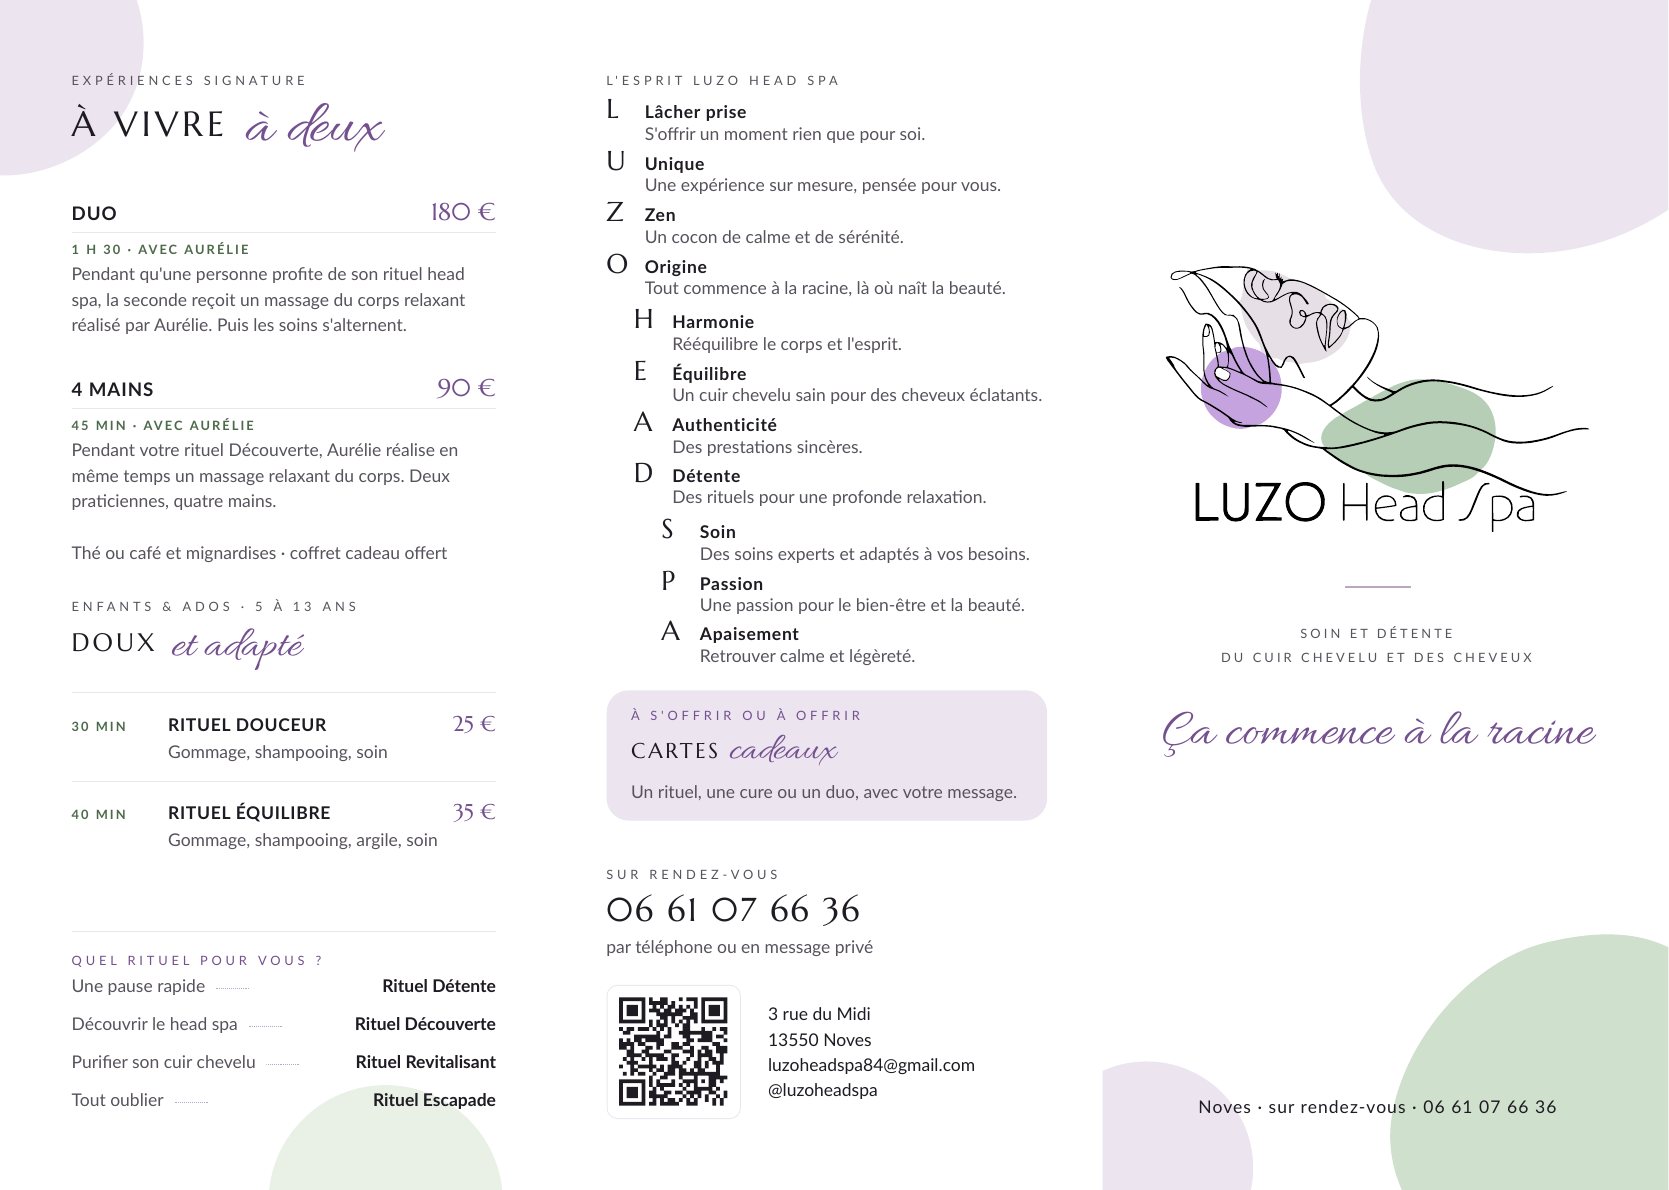 EXPÉRIENCES SIGNATURE
À VIVRE à deux
DUO 180 €
1 H 30 · AVEC AURÉLIE
Pendant qu'une personne profite de son rituel head
spa, la seconde reçoit un massage du corps relaxant
réalisé par Aurélie. Puis les soins s'alternent.
4 MAINS 90 €
45 MIN · AVEC AURÉLIE
Pendant votre rituel Découverte, Aurélie réalise en
même temps un massage relaxant du corps. Deux
praticiennes, quatre mains.
Thé ou café et mignardises · coffret cadeau offert
ENFANTS & ADOS · 5 À 13 ANS
DOUX et adapté
30 MIN RITUEL DOUCEUR 25 €
Gommage, shampooing, soin
40 MIN RITUEL ÉQUILIBRE 35 €
Gommage, shampooing, argile, soin
QUEL RITUEL POUR VOUS ?
Une pause rapide Rituel Détente
Découvrir le head spa Rituel Découverte
Purifier son cuir chevelu Rituel Revitalisant
Tout oublier Rituel Escapade
L'ESPRIT LUZO HEAD SPA
L Lâcher prise
S'offrir un moment rien que pour soi.
U Unique
Une expérience sur mesure, pensée pour vous.
Z Zen
Un cocon de calme et de sérénité.
O Origine
Tout commence à la racine, là où naît la beauté.
H Harmonie
Rééquilibre le corps et l'esprit.
E Équilibre
Un cuir chevelu sain pour des cheveux éclatants.
A Authenticité
Des prestations sincères.
D Détente
Des rituels pour une profonde relaxation.
S Soin
Des soins experts et adaptés à vos besoins.
P Passion
Une passion pour le bien-être et la beauté.
A Apaisement
Retrouver calme et légèreté.
À S'OFFRIR OU À OFFRIR
CARTES cadeaux
Un rituel, une cure ou un duo, avec votre message.
SUR RENDEZ-VOUS
06 61 07 66 36
par téléphone ou en message privé
3 rue du Midi
13550 Noves
luzoheadspa84@gmail.com
@luzoheadspa
LUZO Head Spa
SOIN ET DÉTENTE
DU CUIR CHEVELU ET DES CHEVEUX
Ça commence à la racine
Noves · sur rendez-vous · 06 61 07 66 36